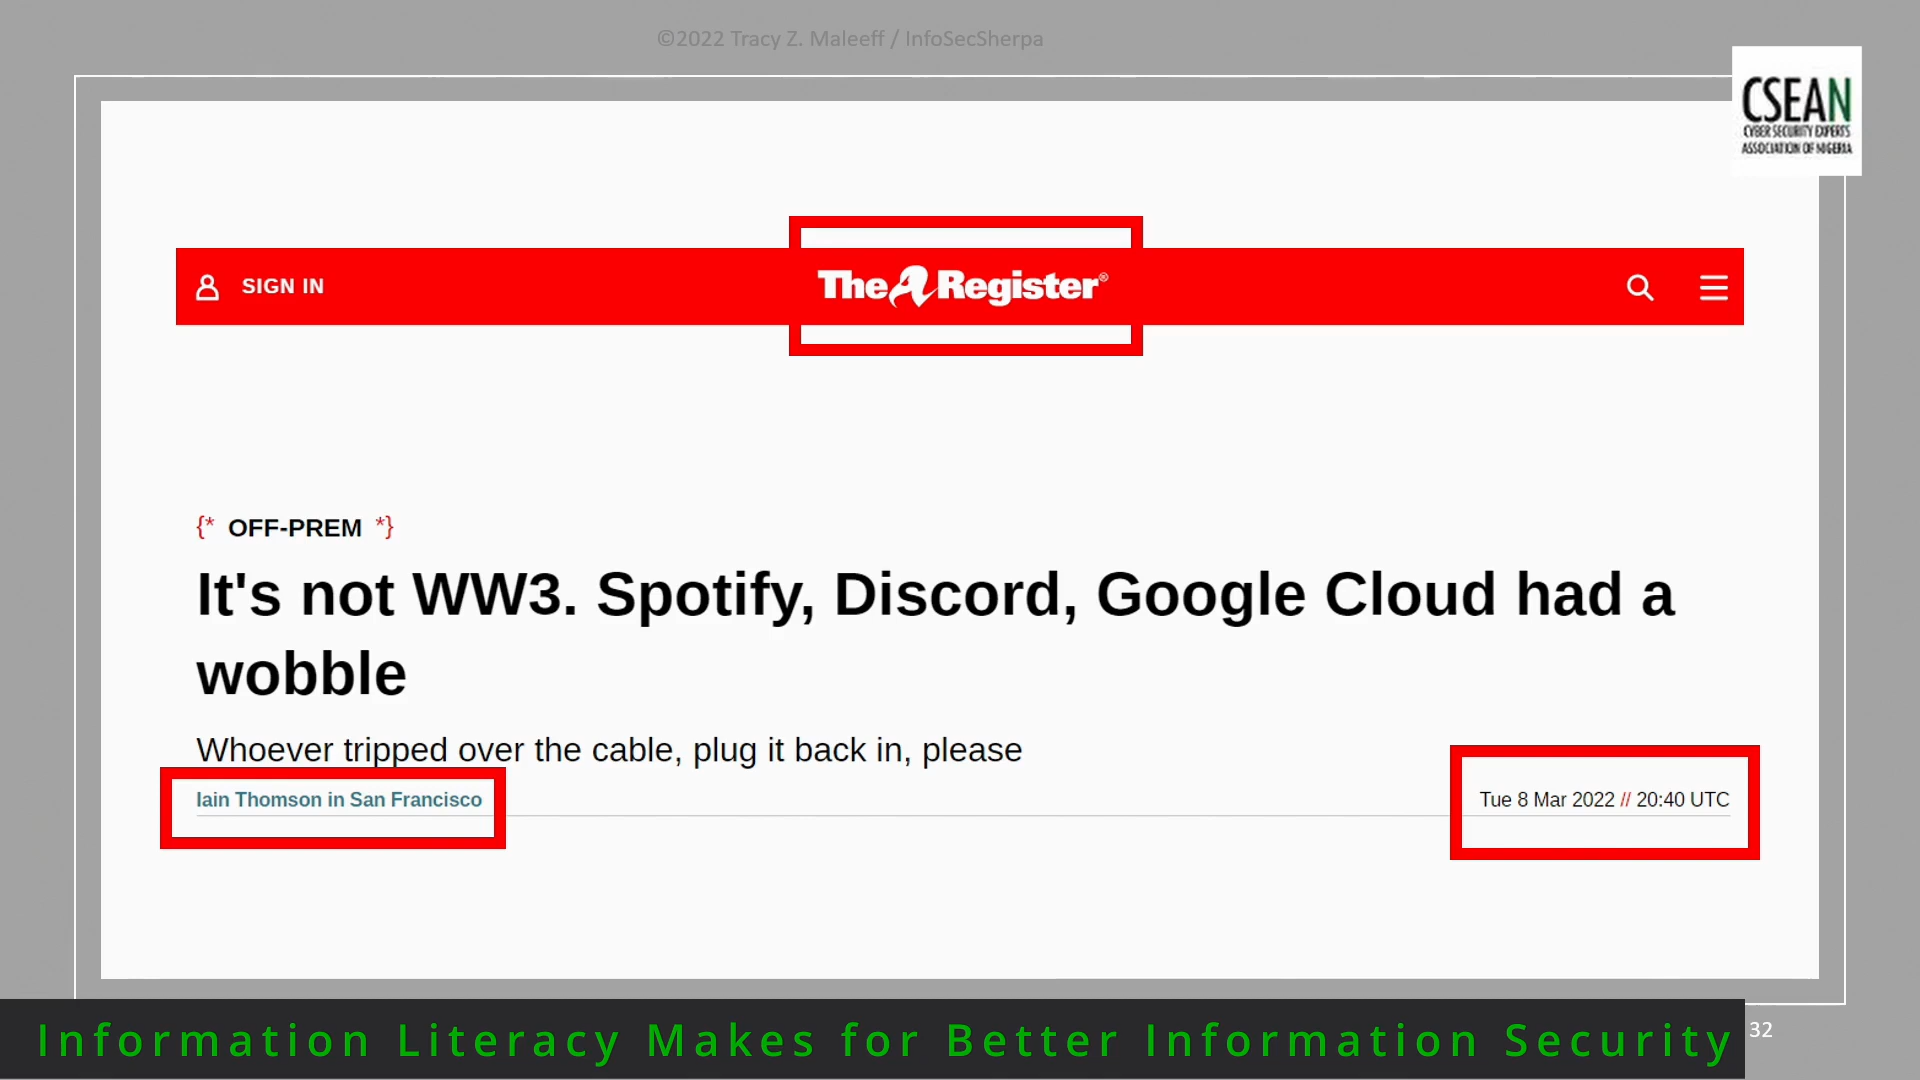 ©2022 Tracy Z. Maleeff / InfoSecSherpa
CSEAN
CYBER SECURITY EXPERTS
ASSOCIATION OF NIGERIA
SIGN IN
The Register®
{* OFF-PREM *}
It's not WW3. Spotify, Discord, Google Cloud had a
wobble
Whoever tripped over the cable, plug it back in, please
Iain Thomson in San Francisco
Tue 8 Mar 2022 // 20:40 UTC
Information Literacy Makes for Better Information Security
32